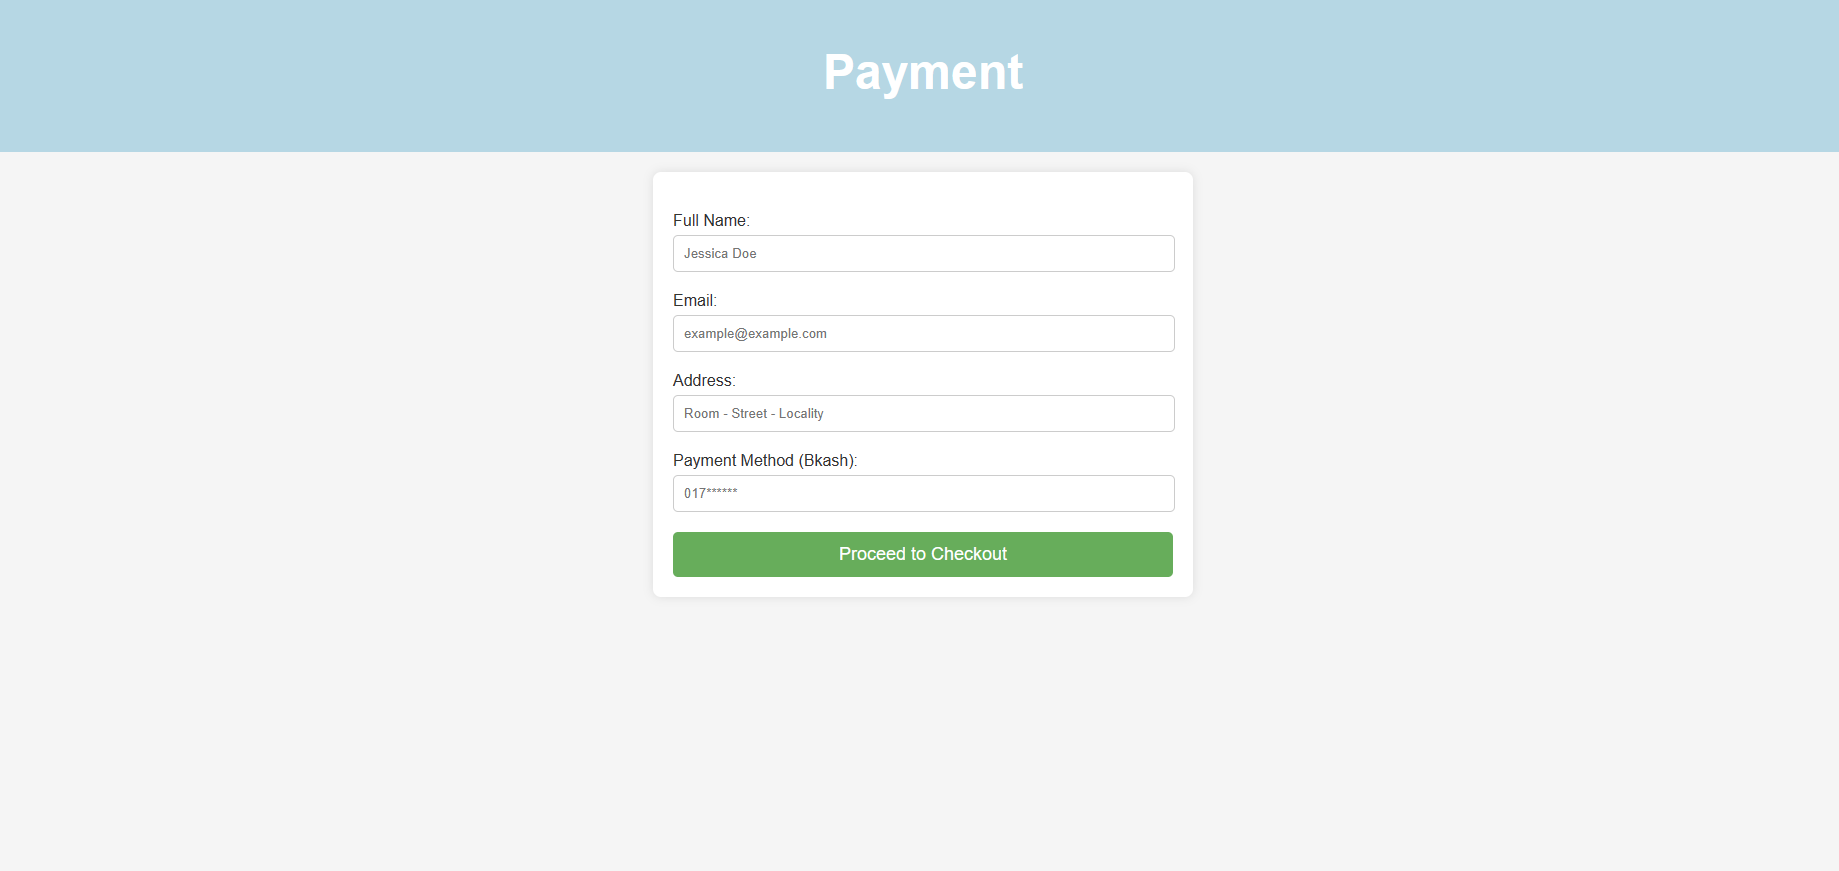 Payment
Full Name:
Jessica Doe
Email:
example@example.com
Address:
Room - Street - Locality
Payment Method (Bkash):
017******
Proceed to Checkout